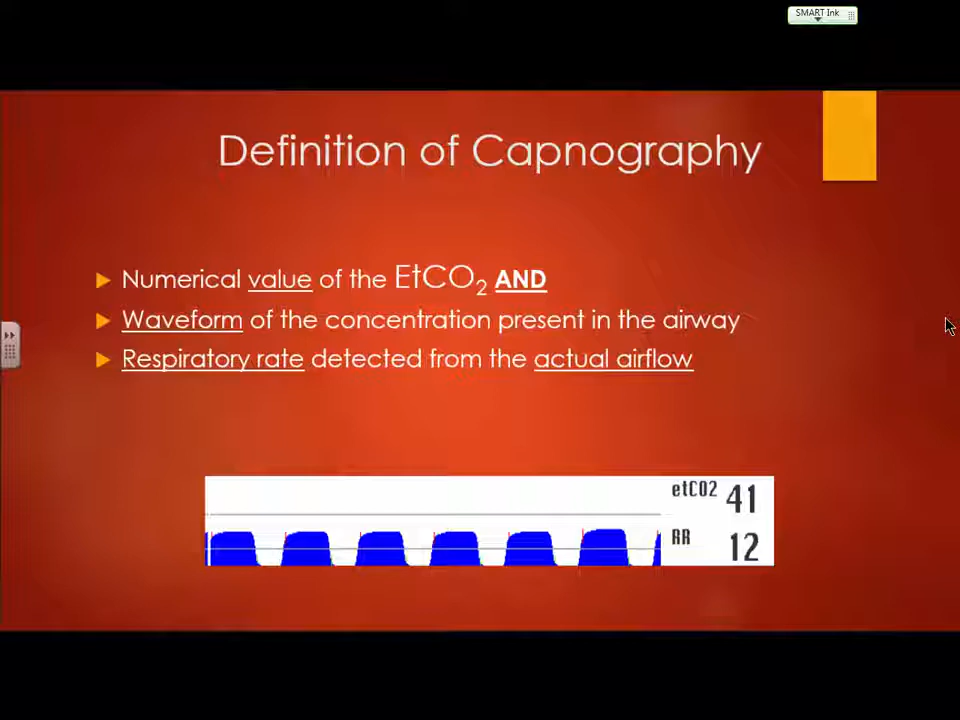 SMART Ink
Definition of Capnography
Numerical value of the EtCO₂ AND
Waveform of the concentration present in the airway
Respiratory rate detected from the actual airflow
etCO2 41
RR 12